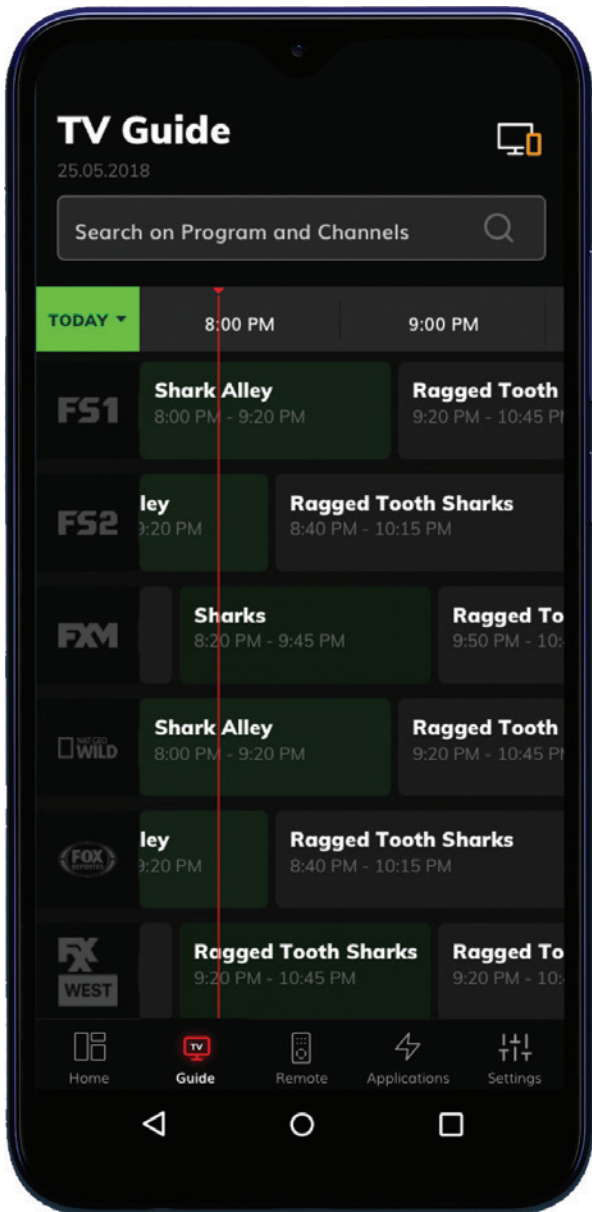 TV Guide
25.05.2018
Search on Program and Channels
TODAY
8:00 PM
9:00 PM
FS1
Shark Alley
8:00 PM - 9:20 PM
Ragged Tooth
9:20 PM - 10:45 P
FS2
ley
9:20 PM
Ragged Tooth Sharks
8:40 PM - 10:15 PM
FXM
Sharks
8:20 PM - 9:45 PM
Ragged To
9:50 PM - 10:
NAT GEO
WILD
Shark Alley
8:00 PM - 9:20 PM
Ragged Tooth
9:20 PM - 10:45 P
FOX
DEPORTES
ley
9:20 PM
Ragged Tooth Sharks
8:40 PM - 10:15 PM
FX
WEST
Ragged Tooth Sharks
9:20 PM - 10:45 PM
Ragged To
9:20 PM - 10:
TV
Home
Guide
Remote
Applications
Settings